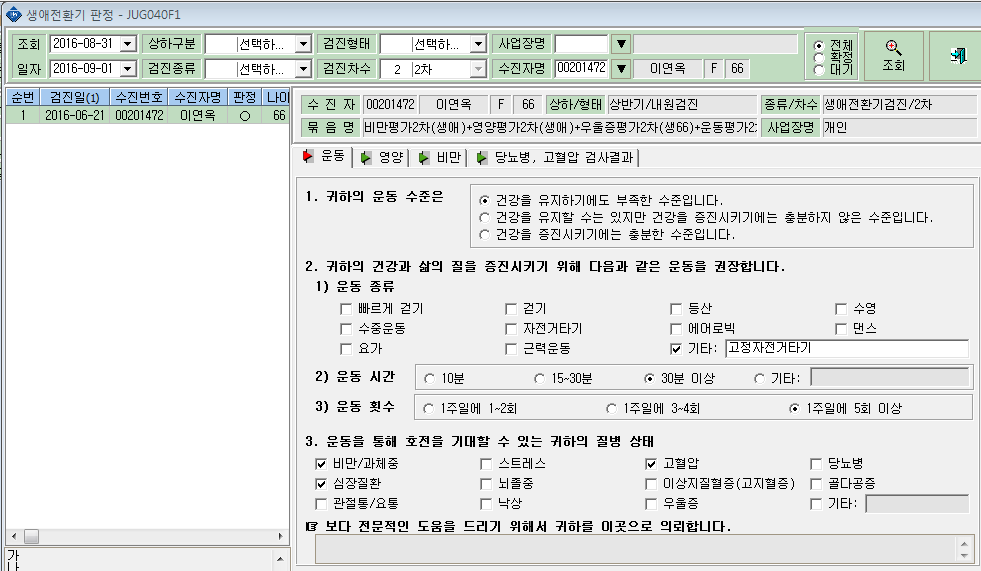 생애전환기 판정 - JUG040F1
조회 2016-08-31 상하구분 선택하... 검진형태 선택하... 사업장명 전체 확정 대기 조회
일자 2016-09-01 검진종류 선택하... 검진차수 2 2차 수진자명 00201472 이연옥 F 66
순번 검진일(1) 수진번호 수진자명 판정 나이
1 2016-06-21 00201472 이연옥 ○ 66
수 진 자 00201472 이연옥 F 66 상하/형태 상반기/내원검진 종류/차수 생애전환기검진/2차
묶 음 명 비만평가2차(생애)+영양평가2차(생애)+우울증평가2차(생66)+운동평가2: 사업장명 개인
운동 영양 비만 당뇨병, 고혈압 검사결과
1. 귀하의 운동 수준은
건강을 유지하기에도 부족한 수준입니다.
건강을 유지할 수는 있지만 건강을 증진시키기에는 충분하지 않은 수준입니다.
건강을 증진시키기에는 충분한 수준입니다.
2. 귀하의 건강과 삶의 질을 증진시키기 위해 다음과 같은 운동을 권장합니다.
1) 운동 종류
빠르게 걷기 걷기 등산 수영
수중운동 자전거타기 에어로빅 댄스
요가 근력운동 기타: 고정자전거타기
2) 운동 시간 10분 15~30분 30분 이상 기타:
3) 운동 횟수 1주일에 1~2회 1주일에 3~4회 1주일에 5회 이상
3. 운동을 통해 호전을 기대할 수 있는 귀하의 질병 상태
비만/과체중 스트레스 고혈압 당뇨병
심장질환 뇌졸중 이상지질혈증(고지혈증) 골다공증
관절통/요통 낙상 우울증 기타:
☞ 보다 전문적인 도움을 드리기 위해서 귀하를 이곳으로 의뢰합니다.
가
나